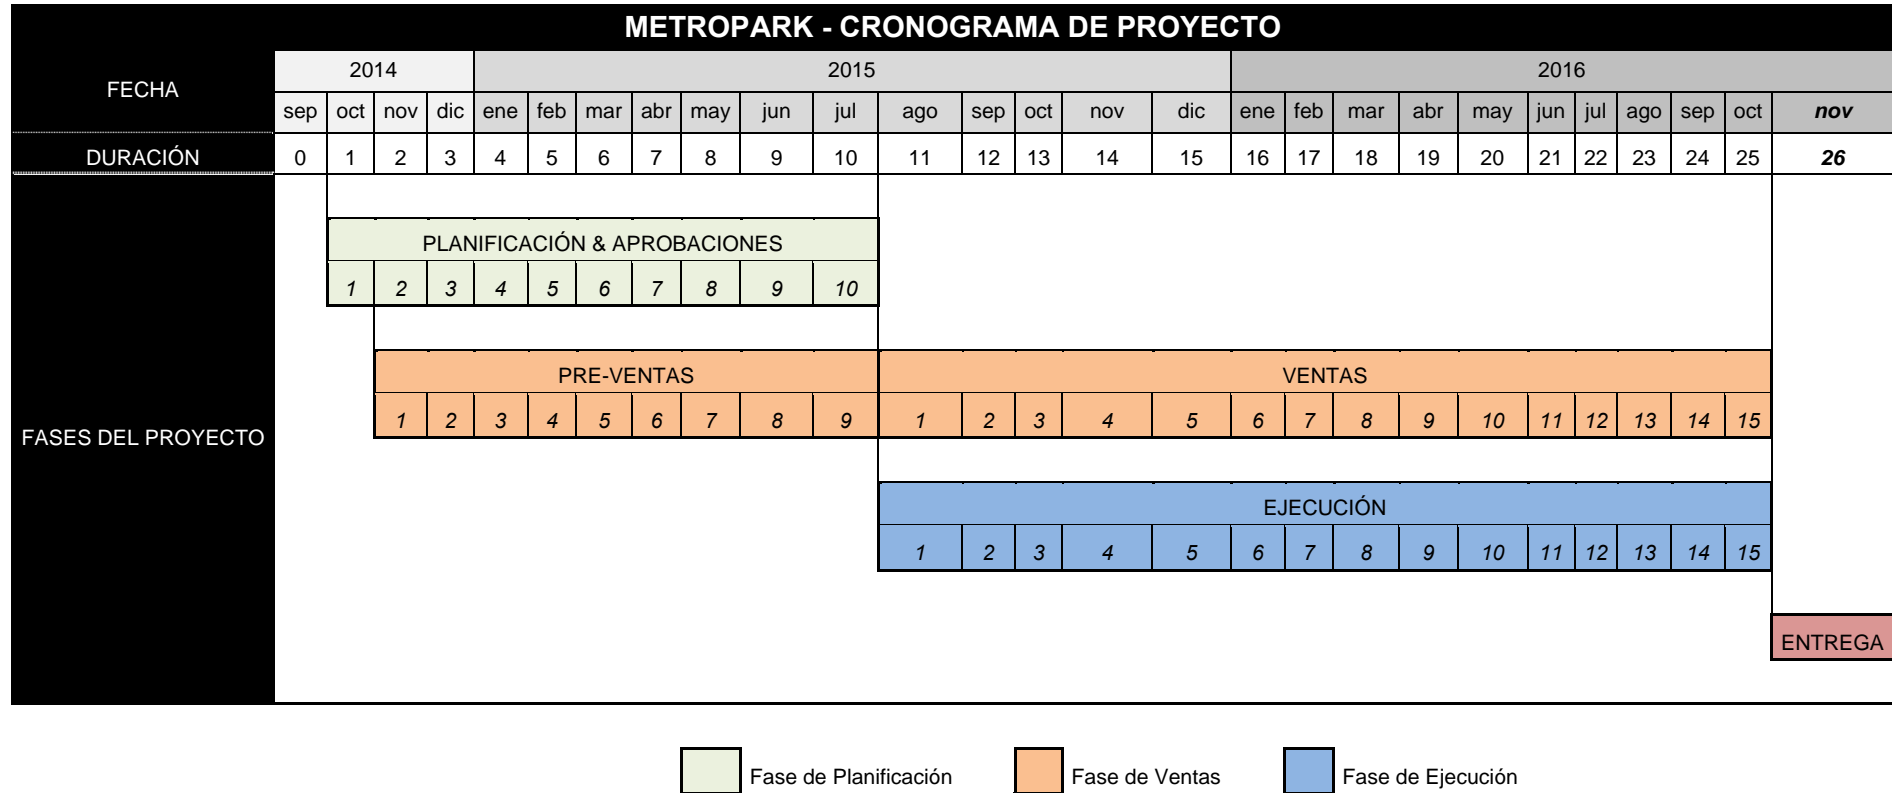 METROPARK - CRONOGRAMA DE PROYECTO
FECHA
2014 2015 2016
sep oct nov dic ene feb mar abr may jun jul ago sep oct nov dic ene feb mar abr may jun jul ago sep oct nov
DURACIÓN 0 1 2 3 4 5 6 7 8 9 10 11 12 13 14 15 16 17 18 19 20 21 22 23 24 25 26
PLANIFICACIÓN & APROBACIONES
1 2 3 4 5 6 7 8 9 10
PRE-VENTAS VENTAS
1 2 3 4 5 6 7 8 9 1 2 3 4 5 6 7 8 9 10 11 12 13 14 15
FASES DEL PROYECTO
EJECUCIÓN
1 2 3 4 5 6 7 8 9 10 11 12 13 14 15
ENTREGA
Fase de Planificación Fase de Ventas Fase de Ejecución